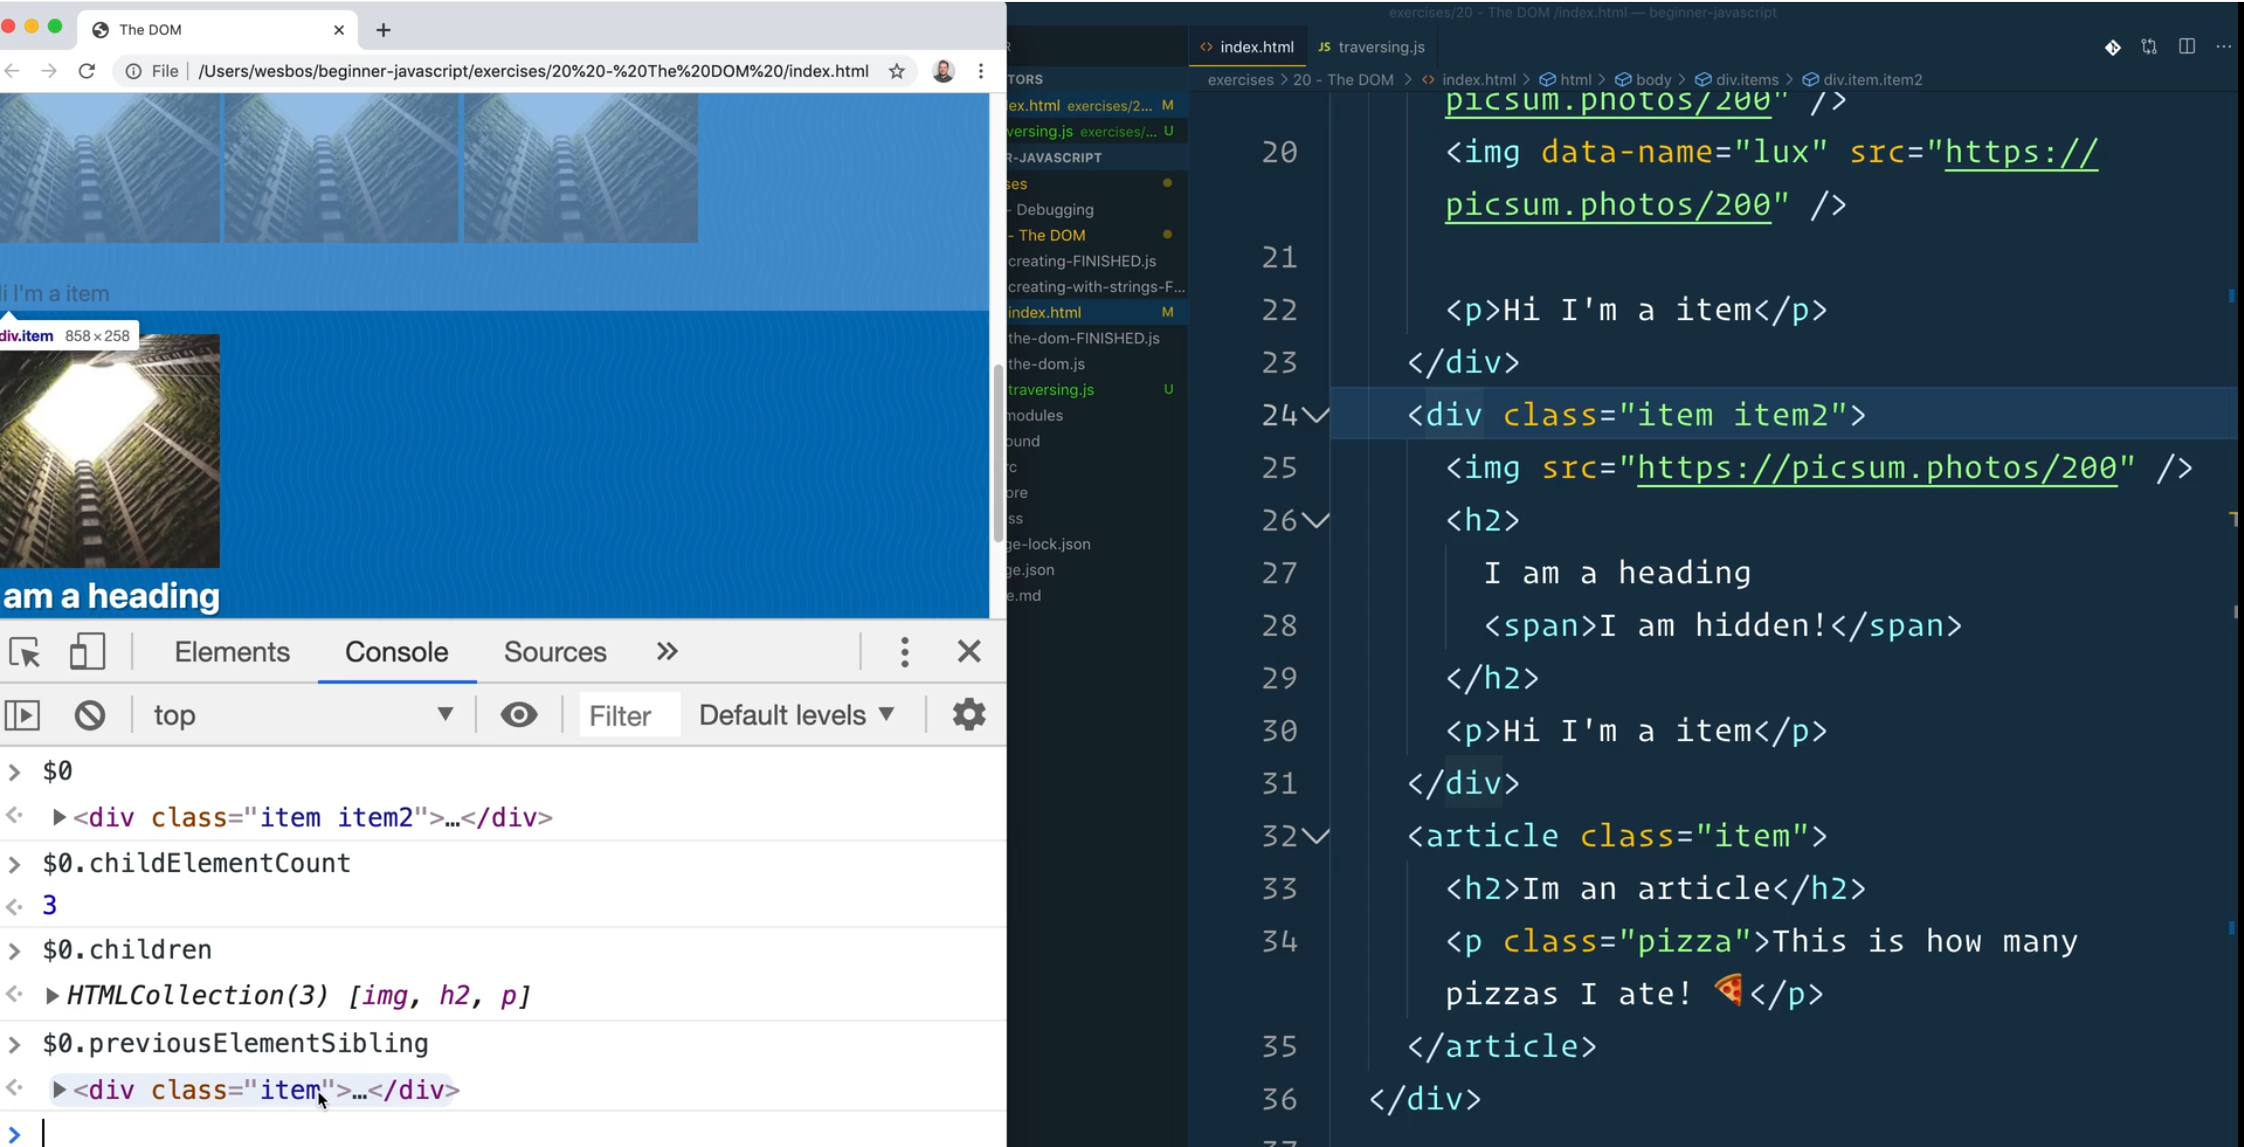 The DOM
File
/Users/wesbos/beginner-javascript/exercises/20%20-%20The%20DOM%20/index.html
i I'm a item
div.item 858 × 258
am a heading
Elements
Console
Sources
top
Filter
Default levels
$0
<div class="item item2">…</div>
$0.childElementCount
3
$0.children
HTMLCollection(3) [img, h2, p]
$0.previousElementSibling
<div class="item">…</div>
exercises/20 - The DOM /index.html — beginner-javascript
R
TORS
ex.html exercises/2... M
versing.js exercises/... U
R-JAVASCRIPT
ses
- Debugging
- The DOM
creating-FINISHED.js
creating-with-strings-F...
index.html M
the-dom-FINISHED.js
the-dom.js
traversing.js U
modules
ound
rc
ore
ss
ge-lock.json
ge.json
e.md
index.html
JS traversing.js
exercises > 20 - The DOM > index.html > html > body > div.items > div.item.item2
picsum.photos/200" />
20 <img data-name="lux" src="https://
picsum.photos/200" />
21
22 <p>Hi I'm a item</p>
23 </div>
24 <div class="item item2">
25 <img src="https://picsum.photos/200" />
26 <h2>
27 I am a heading
28 <span>I am hidden!</span>
29 </h2>
30 <p>Hi I'm a item</p>
31 </div>
32 <article class="item">
33 <h2>Im an article</h2>
34 <p class="pizza">This is how many
pizzas I ate! 🍕</p>
35 </article>
36 </div>